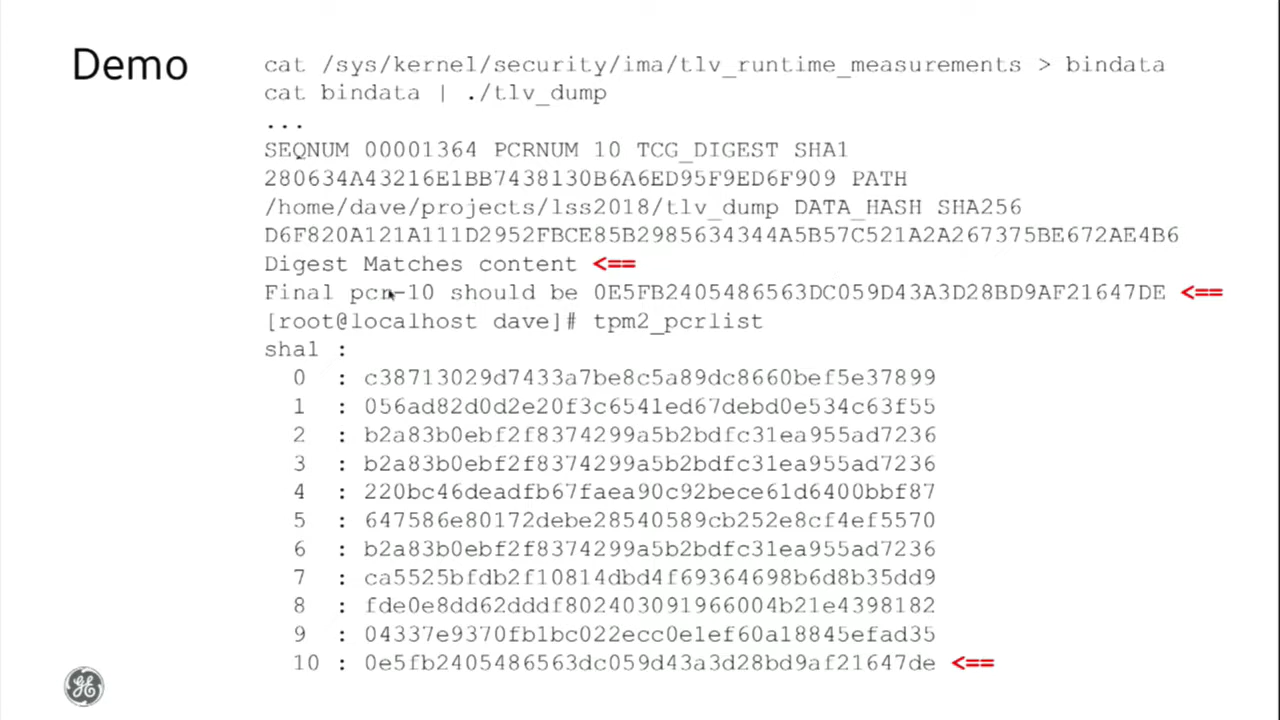 Demo
cat /sys/kernel/security/ima/tlv_runtime_measurements > bindata
cat bindata | ./tlv_dump
...
SEQNUM 00001364 PCRNUM 10 TCG_DIGEST SHA1
280634A43216E1BB7438130B6A6ED95F9ED6F909 PATH
/home/dave/projects/lss2018/tlv_dump DATA_HASH SHA256
D6F820A121A111D2952FBCE85B2985634344A5B57C521A2A267375BE672AE4B6
Digest Matches content <==
Final pcr-10 should be 0E5FB2405486563DC059D43A3D28BD9AF21647DE <==
[root@localhost dave]# tpm2_pcrlist
sha1 :
0 : c38713029d7433a7be8c5a89dc8660bef5e37899
1 : 056ad82d0d2e20f3c6541ed67debd0e534c63f55
2 : b2a83b0ebf2f8374299a5b2bdfc31ea955ad7236
3 : b2a83b0ebf2f8374299a5b2bdfc31ea955ad7236
4 : 220bc46deadfb67faea90c92bece61d6400bbf87
5 : 647586e80172debe28540589cb252e8cf4ef5570
6 : b2a83b0ebf2f8374299a5b2bdfc31ea955ad7236
7 : ca5525bfdb2f10814dbd4f69364698b6d8b35dd9
8 : fde0e8dd62dddf802403091966004b21e4398182
9 : 04337e9370fb1bc022ecc0e1ef60a18845efad35
10 : 0e5fb2405486563dc059d43a3d28bd9af21647de <==
GE